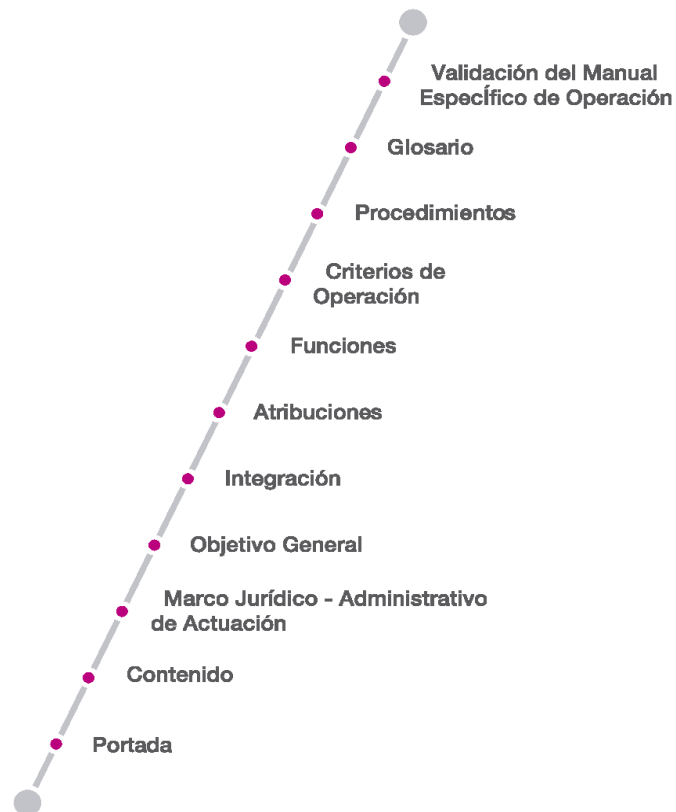 Validación del Manual
EspecÍfico de Operación
Glosario
Procedimientos
Criterios de
Operación
Funciones
Atribuciones
Integración
Objetivo General
Marco Jurídico - Administrativo
de Actuación
Contenido
Portada